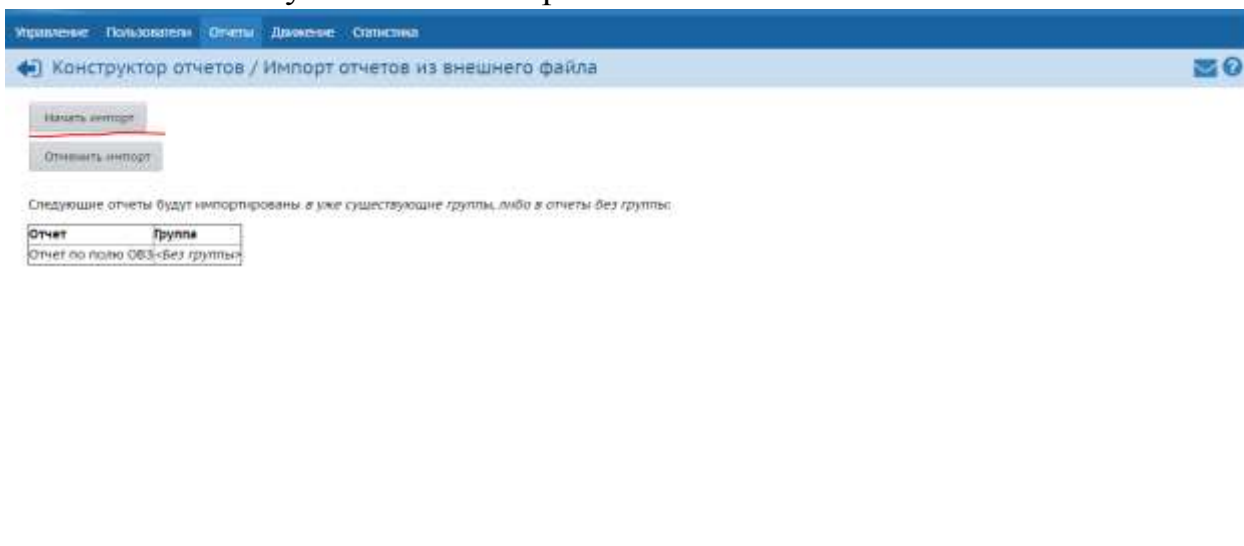 Управление Пользователи Отчеты Движение Статистика
Конструктор отчетов / Импорт отчетов из внешнего файла
Начать импорт
Отменить импорт
Следующие отчеты будут импортированы в уже существующие группы, либо в отчеты без группы:
Отчет Группа
Отчет по полю ОВЗ <Без группы>